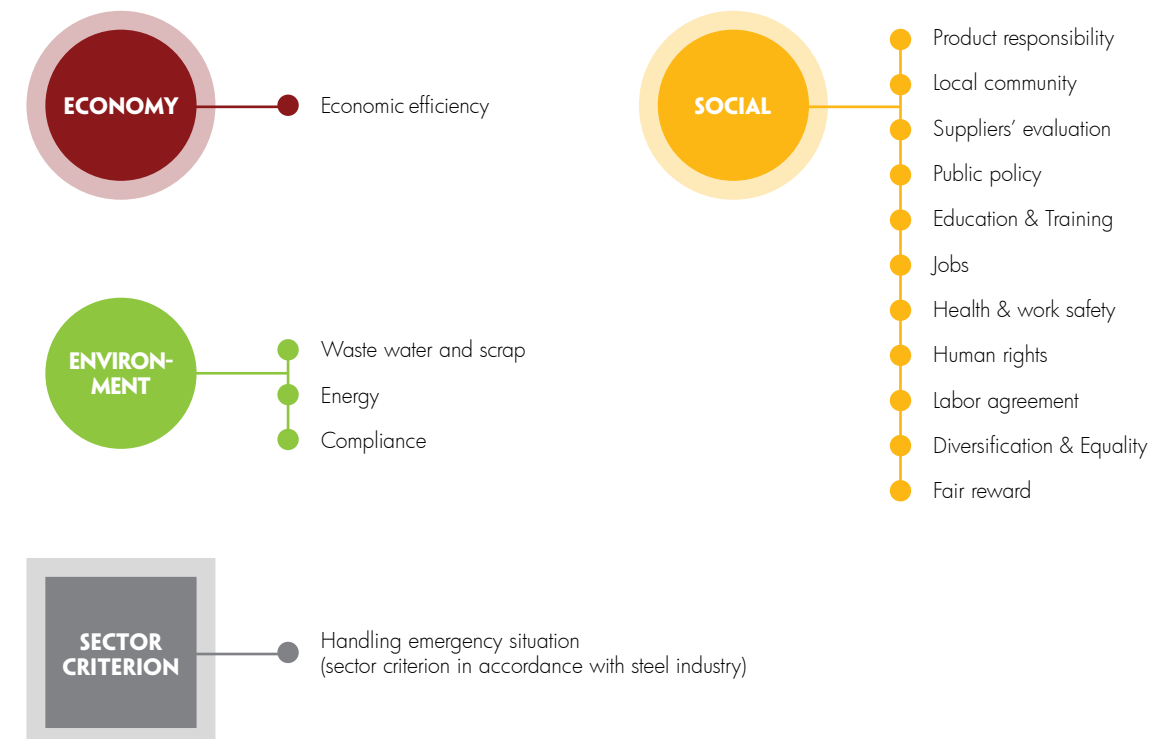 ECONOMY
Economic efficiency
ENVIRON-
MENT
Waste water and scrap
Energy
Compliance
SECTOR
CRITERION
Handling emergency situation
(sector criterion in accordance with steel industry)
SOCIAL
Product responsibility
Local community
Suppliers’ evaluation
Public policy
Education & Training
Jobs
Health & work safety
Human rights
Labor agreement
Diversification & Equality
Fair reward